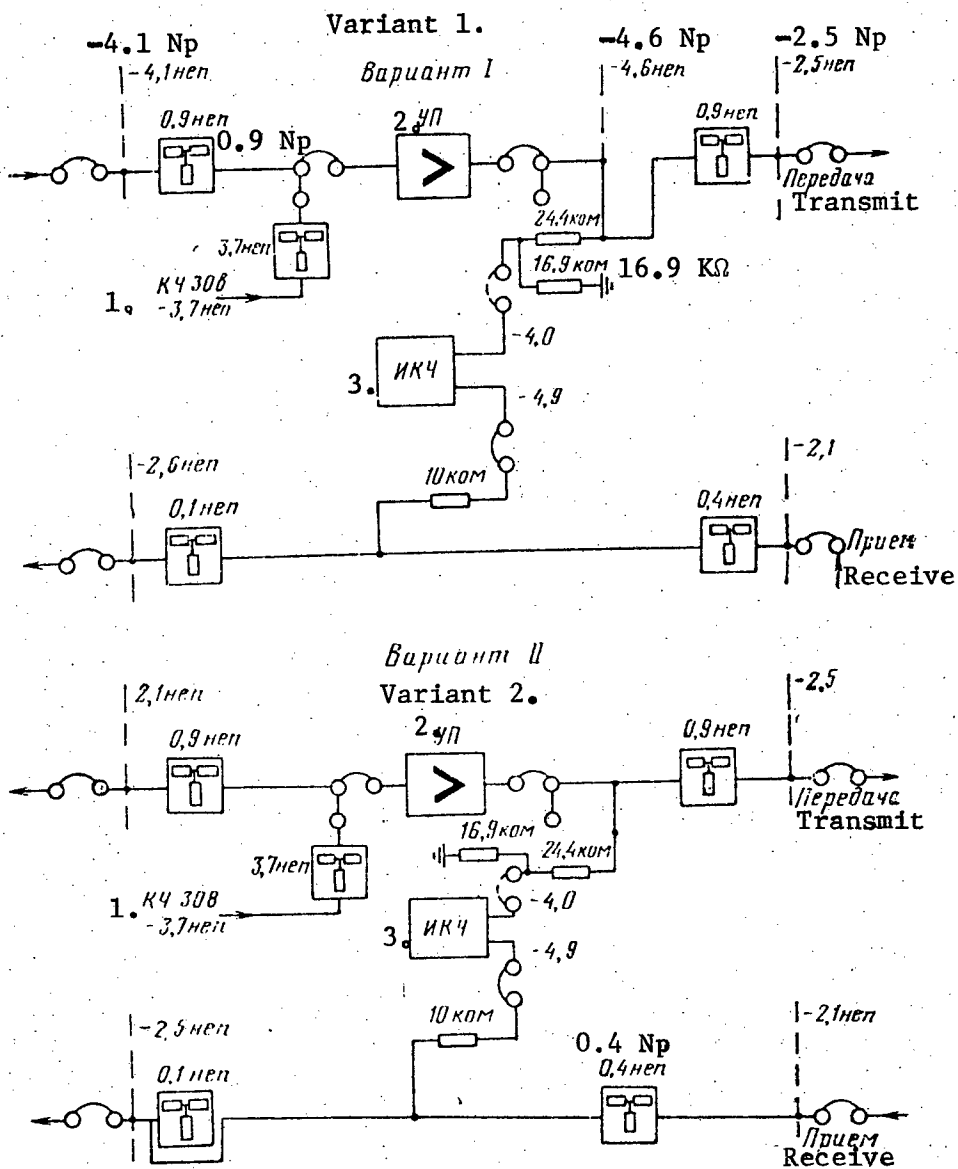 Variant 1.
-4.1 Np
-4.6 Np
-2.5 Np
-4,1неп
Вариант I
-4,6неп
-2,5неп
0,9неп
0.9 Np
2. УП
0,9неп
Передача
Transmit
3,7неп
24,4ком
16,9ком
16.9 KΩ
1. КЧ 308
-3,7неп
-4,0
3. ИКЧ
-4,9
-2,6неп
10ком
-2,1
0,1неп
0,4неп
Прием
Receive
Вариант II
Variant 2.
2,1неп
-2,5
0,9неп
2. УП
0,9неп
Передача
Transmit
16,9ком
24,4ком
3,7неп
-4,0
1. КЧ 308
-3,7неп
3. ИКЧ
-4,9
-2,5неп
10ком
-2,1неп
0.4 Np
0,1неп
0,4неп
Прием
Receive